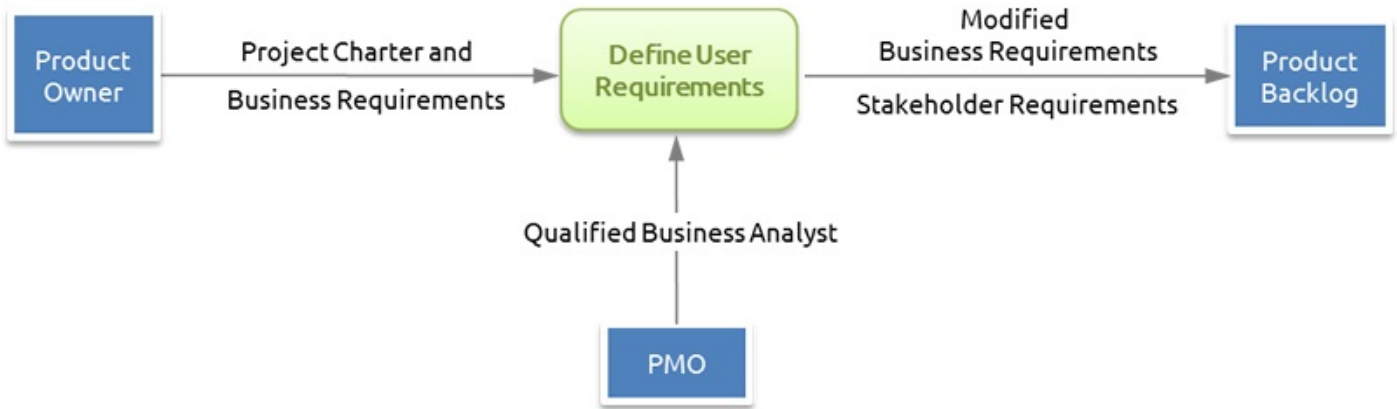 Product
Owner
Project Charter and
Business Requirements
Define User
Requirements
Modified
Business Requirements
Stakeholder Requirements
Product
Backlog
Qualified Business Analyst
PMO